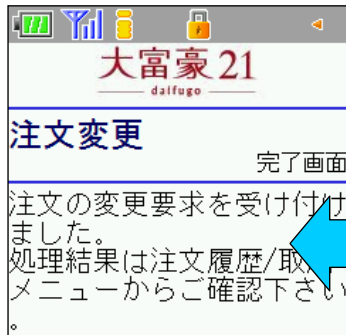 大富豪21
daifugo
注文変更
完了画面
注文の変更要求を受け付け
ました。
処理結果は注文履歴/取
メニューからご確認下さい
。